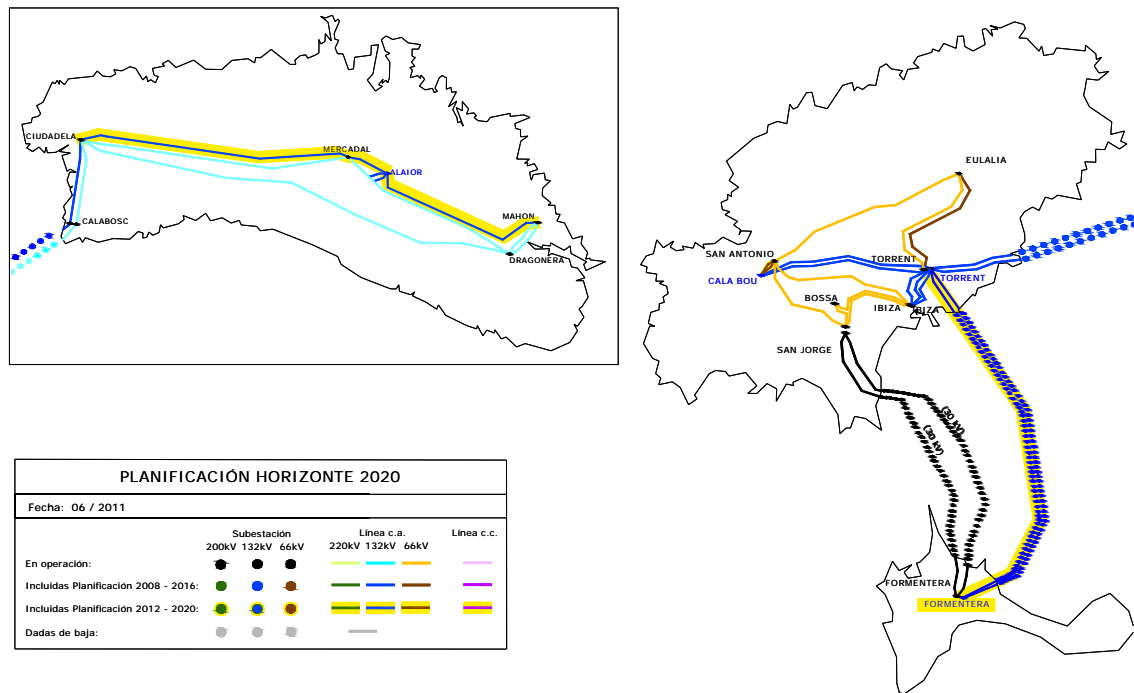 CIUDADELA
MERCADAL
ALAIOR
MAHON
CALABOSC
DRAGONERA
EULALIA
SAN ANTONIO
TORRENT
CALA BOU
TORRENT
BOSSA
IBIZA
IBIZA
SAN JORGE
(30 kV)
(30 kV)
FORMENTERA
FORMENTERA
PLANIFICACIÓN HORIZONTE 2020
Fecha: 06 / 2011
Subestación Línea c.a. Línea c.c.
200kV 132kV 66kV 220kV 132kV 66kV
En operación:
Incluidas Planificación 2008 - 2016:
Incluidas Planificación 2012 - 2020:
Dadas de baja: